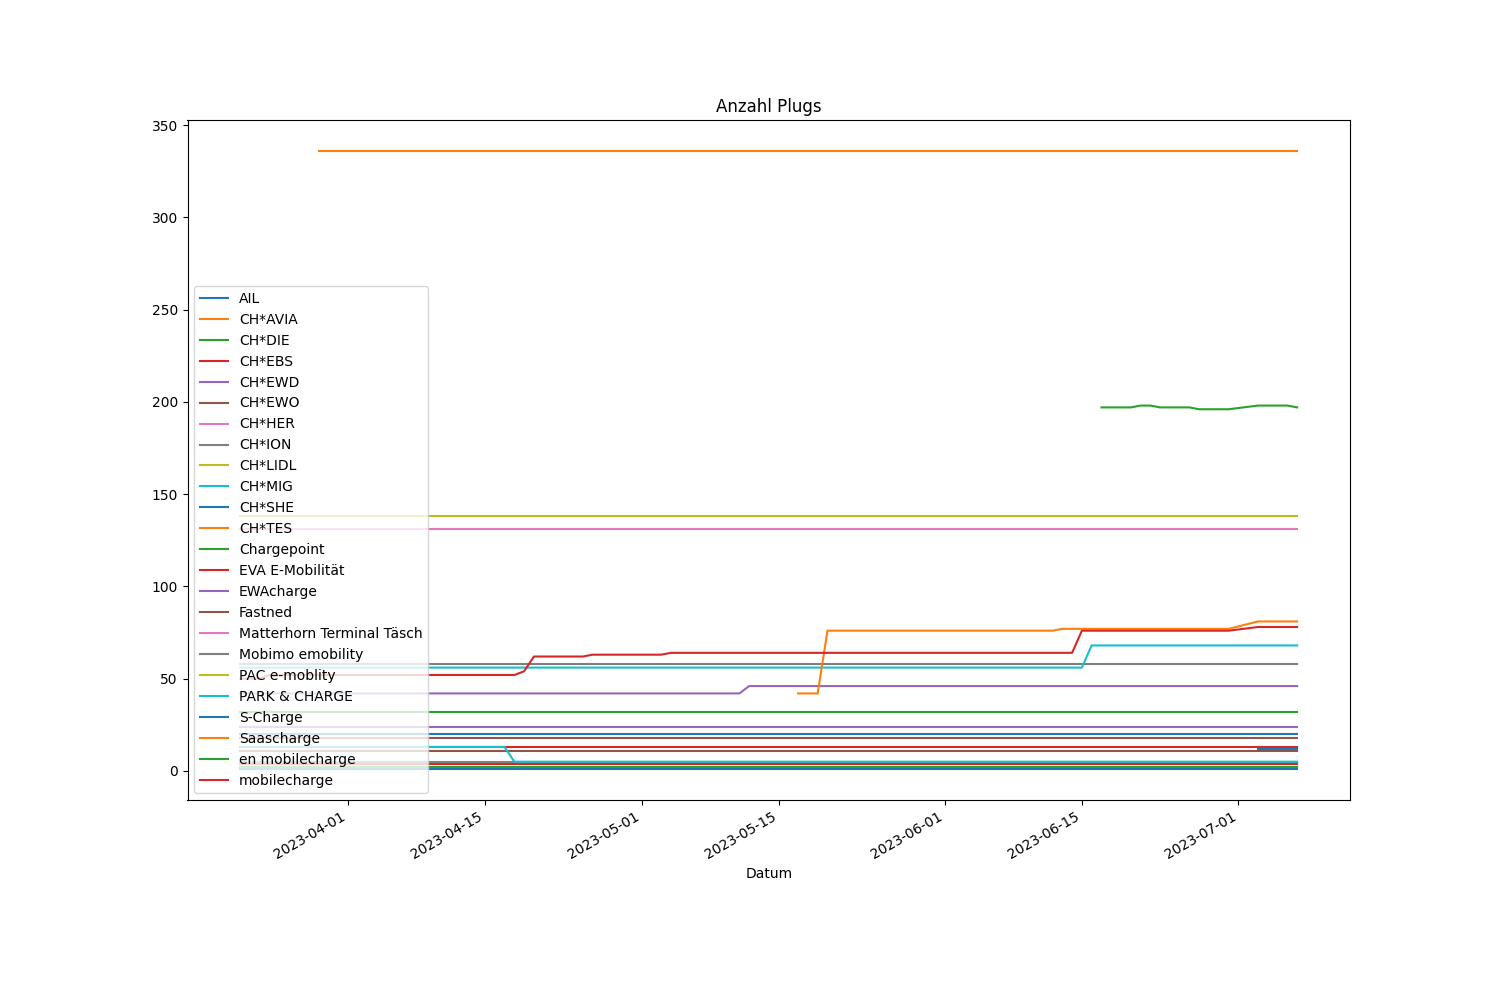 Anzahl Plugs
350
300
250
200
150
100
50
0
AIL
CH*AVIA
CH*DIE
CH*EBS
CH*EWD
CH*EWO
CH*HER
CH*ION
CH*LIDL
CH*MIG
CH*SHE
CH*TES
Chargepoint
EVA E-Mobilität
EWAcharge
Fastned
Matterhorn Terminal Täsch
Mobimo emobility
PAC e-moblity
PARK & CHARGE
S-Charge
Saascharge
en mobilecharge
mobilecharge
2023-04-01
2023-04-15
2023-05-01
2023-05-15
2023-06-01
2023-06-15
2023-07-01
Datum